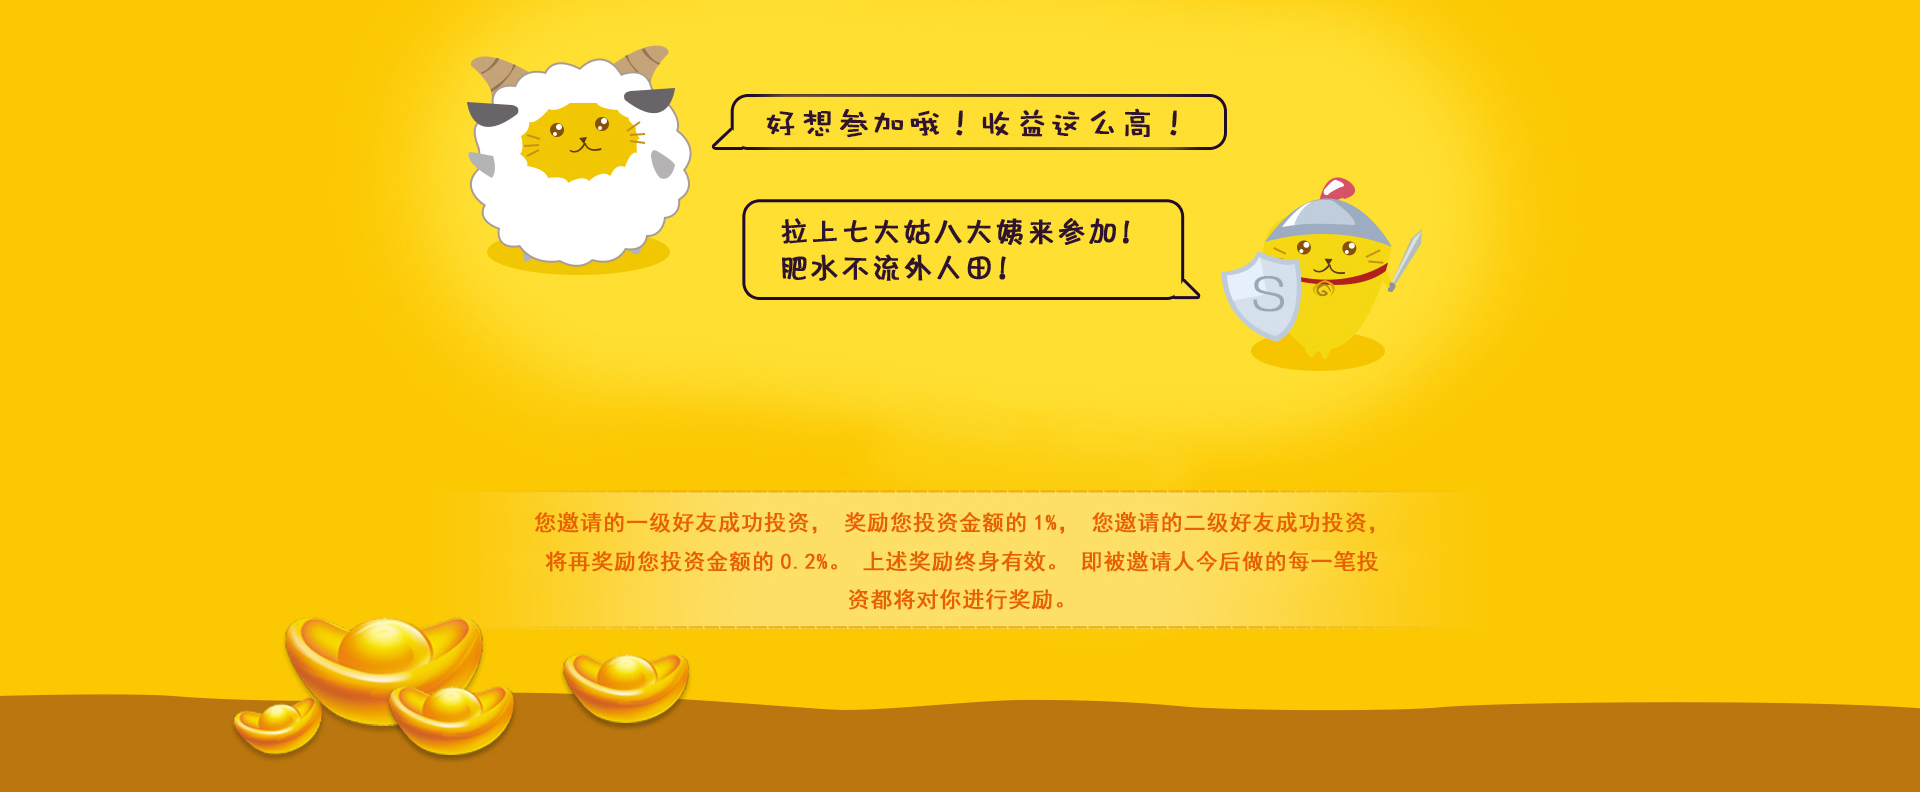 好想参加哦！收益这么高！
拉上七大姑八大姨来参加！
肥水不流外人田！
S
您邀请的一级好友成功投资， 奖励您投资金额的1%， 您邀请的二级好友成功投资，
将再奖励您投资金额的0.2%。 上述奖励终身有效。 即被邀请人今后做的每一笔投
资都将对你进行奖励。